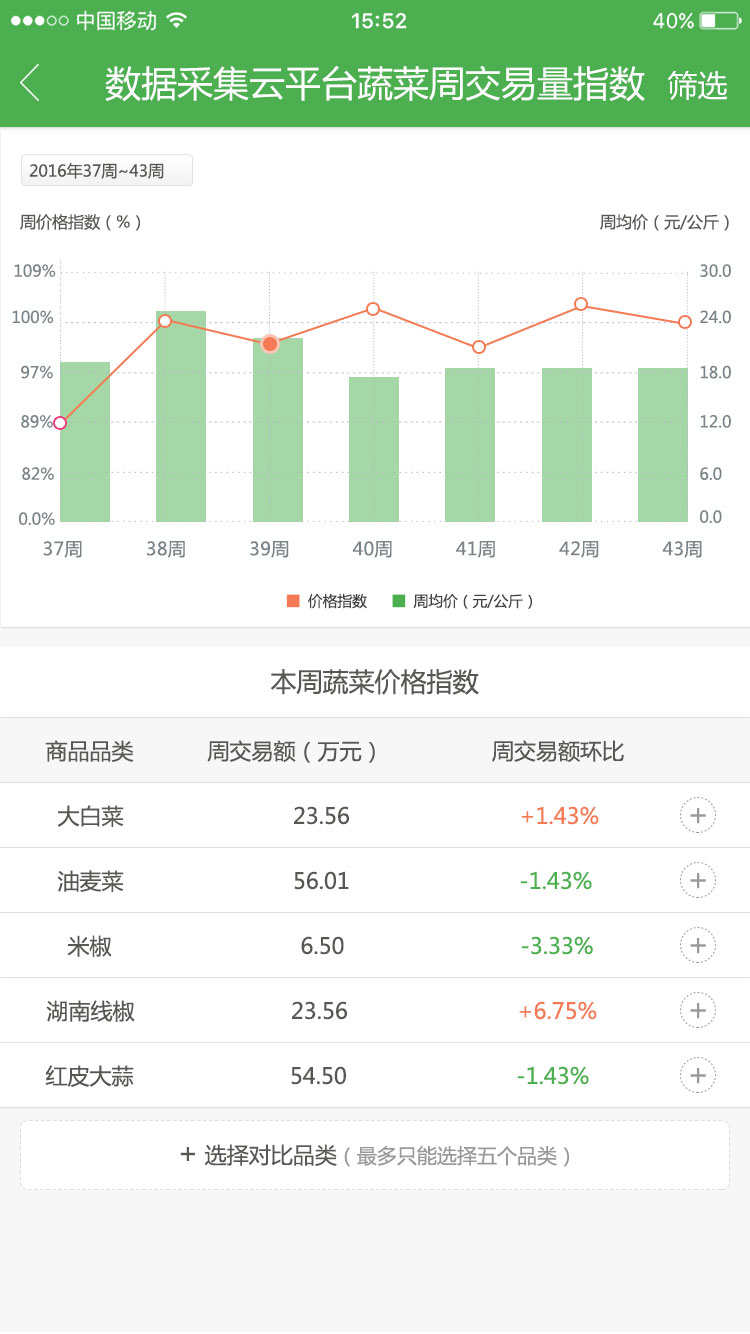 中国移动 15:52 40%
数据采集云平台蔬菜周交易量指数 筛选
2016年37周~43周
周价格指数（%） 周均价（元/公斤）
109% 30.0
100% 24.0
97% 18.0
89% 12.0
82% 6.0
0.0% 0.0
37周 38周 39周 40周 41周 42周 43周
价格指数 周均价（元/公斤）
本周蔬菜价格指数
商品品类 周交易额（万元） 周交易额环比
大白菜 23.56 +1.43%
油麦菜 56.01 -1.43%
米椒 6.50 -3.33%
湖南线椒 23.56 +6.75%
红皮大蒜 54.50 -1.43%
+ 选择对比品类（最多只能选择五个品类）